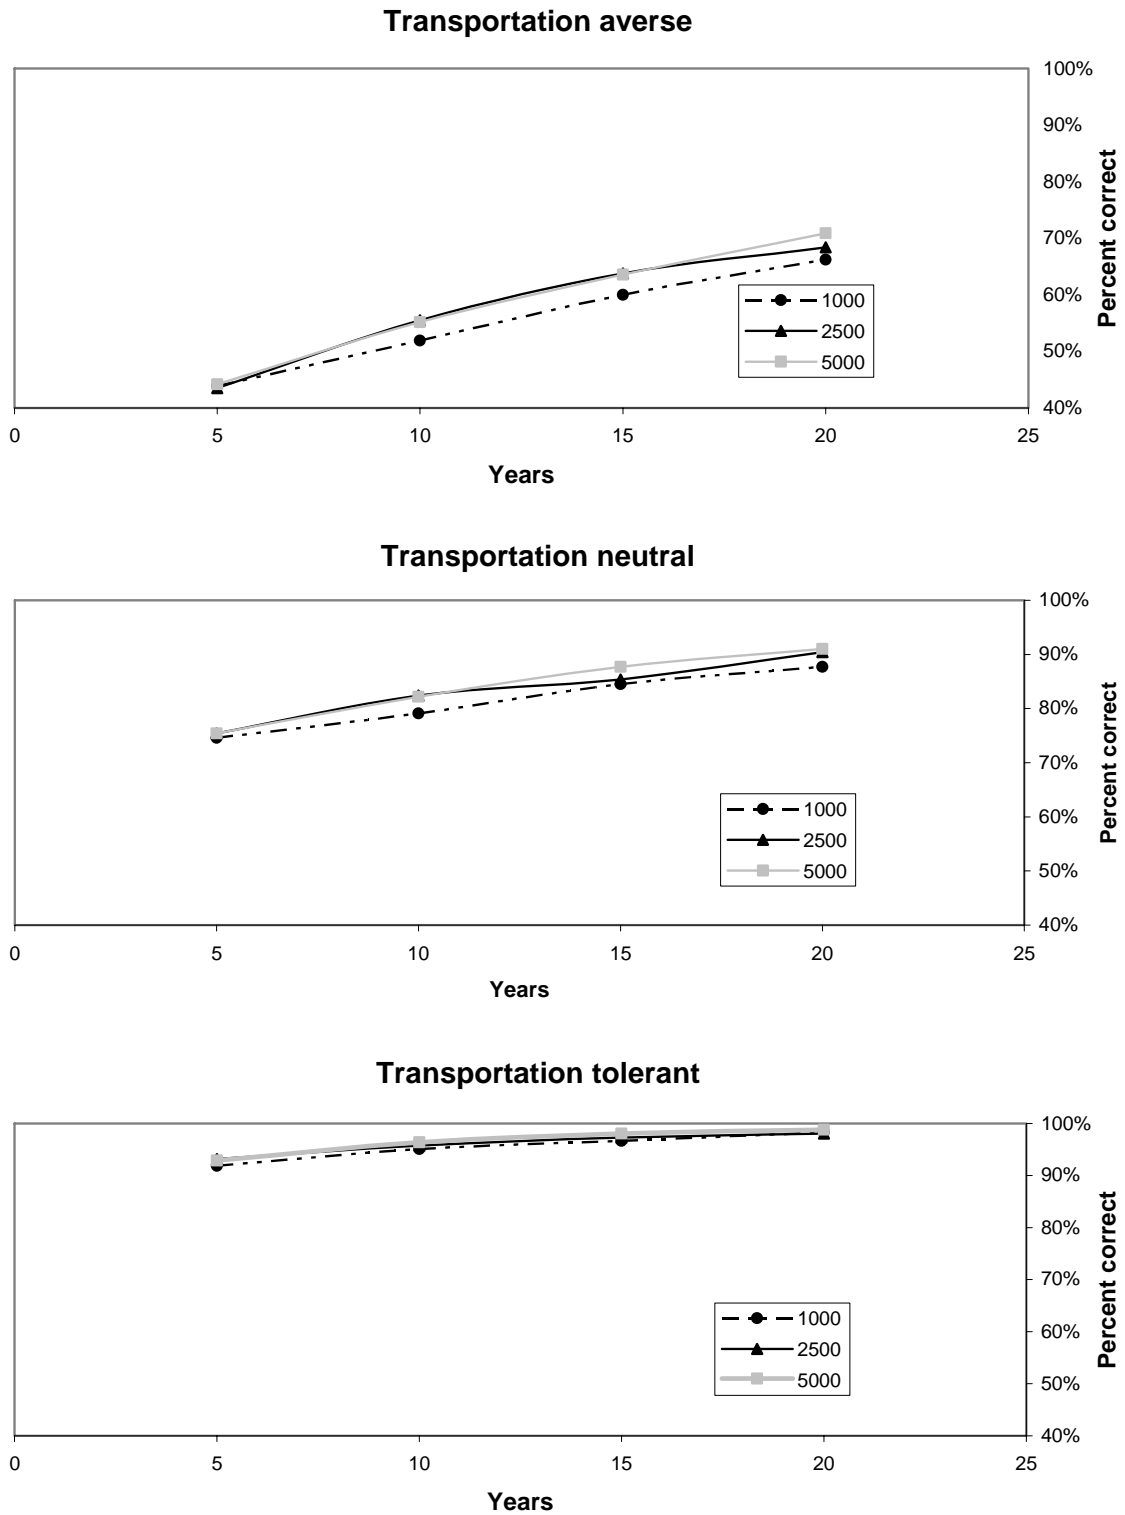 Transportation averse
100%
90%
80%
70%
60%
50%
40%
Percent correct
1000
2500
5000
0 5 10 15 20 25
Years
Transportation neutral
100%
90%
80%
70%
60%
50%
40%
Percent correct
1000
2500
5000
0 5 10 15 20 25
Years
Transportation tolerant
100%
90%
80%
70%
60%
50%
40%
Percent correct
1000
2500
5000
0 5 10 15 20 25
Years